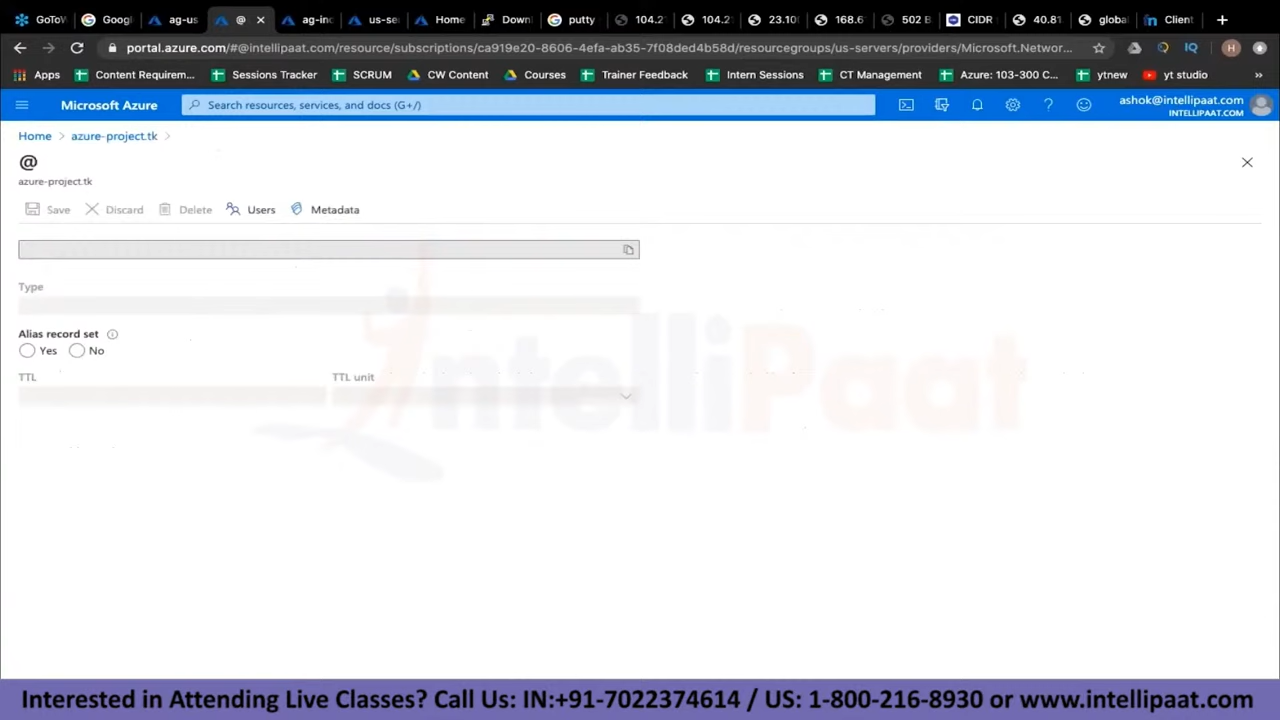 GoToW
Googl
ag-us
@
ag-inc
us-se
Home
Downl
putty
104.2
104.2
23.10
168.6
502 B
CIDR
40.81
global
Client
portal.azure.com/#@intellipaat.com/resource/subscriptions/ca919e20-8606-4efa-ab35-7f08ded4b58d/resourcegroups/us-servers/providers/Microsoft.Networ...
IQ
H
Apps
Content Requirem...
Sessions Tracker
SCRUM
CW Content
Courses
Trainer Feedback
Intern Sessions
CT Management
Azure: 103-300 C...
ytnew
yt studio
»
Microsoft Azure
Search resources, services, and docs (G+/)
ashok@intellipaat.com
INTELLIPAAT.COM
Home > azure-project.tk >
@
azure-project.tk
Save
Discard
Delete
Users
Metadata
Type
Alias record set
Yes
No
TTL
TTL unit
IntelliPaat
Interested in Attending Live Classes? Call Us: IN:+91-7022374614 / US: 1-800-216-8930 or www.intellipaat.com